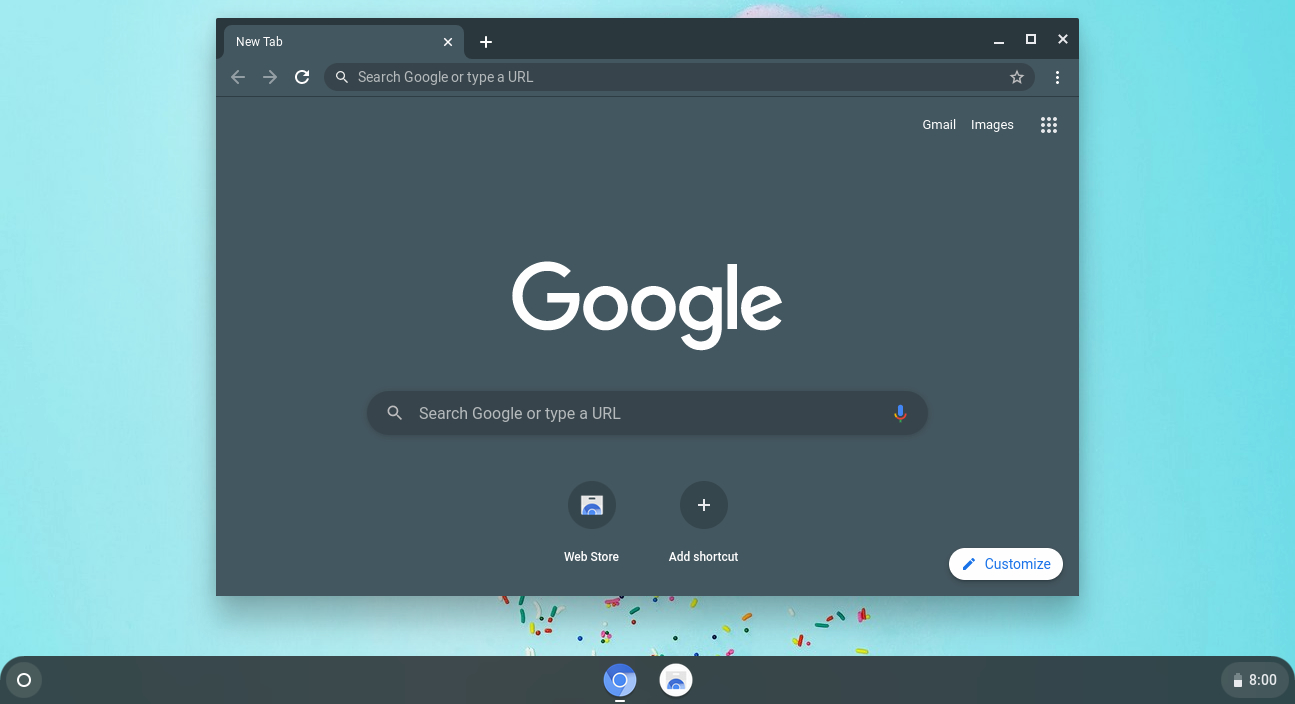 New Tab
Search Google or type a URL
Gmail Images
Google
Search Google or type a URL
Web Store Add shortcut
Customize
8:00